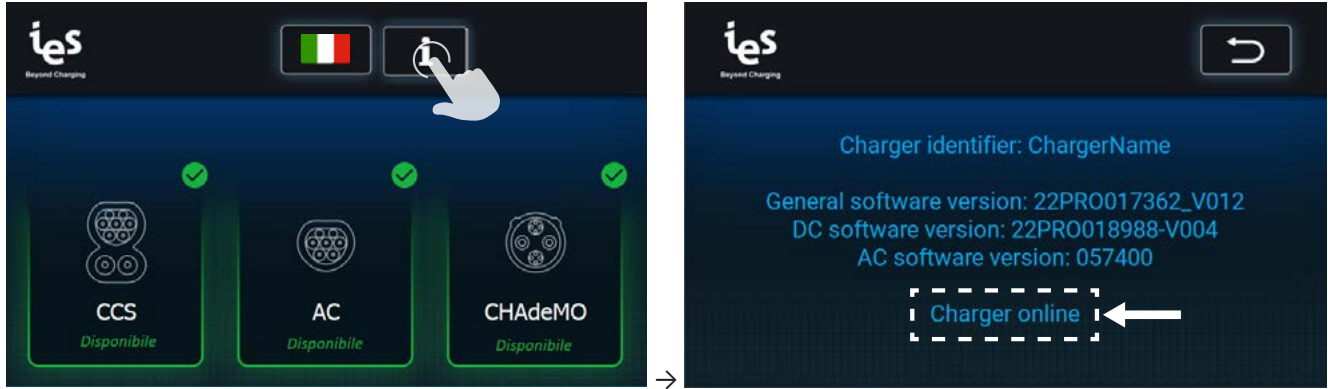 ies
Beyond Charging
i
CCS
Disponibile
AC
Disponibile
CHAdeMO
Disponibile
→
ies
Beyond Charging
Charger identifier: ChargerName
General software version: 22PRO017362_V012
DC software version: 22PRO018988-V004
AC software version: 057400
Charger online